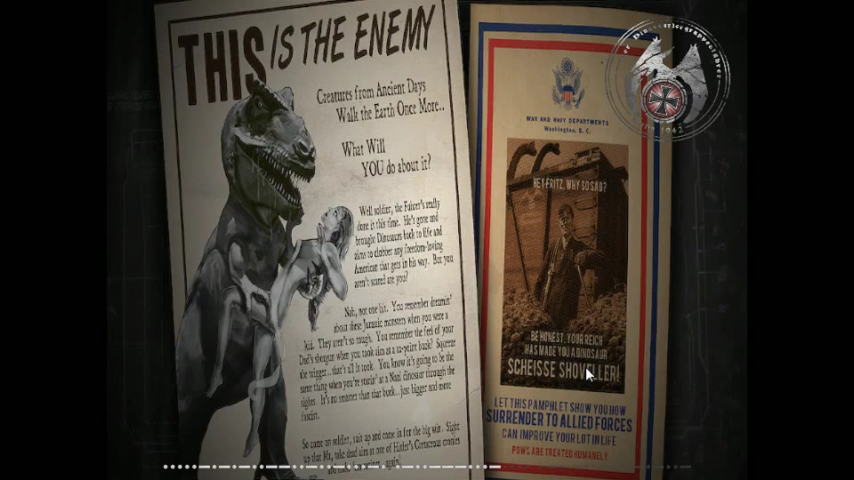 THIS IS THE ENEMY
Creatures from Ancient Days
Walk the Earth Once More..
What Will
YOU do about it?
Well soldier, the Fuhrer's really
done it this time. He's gone and
brought Dinosaurs back to life and
aims to clobber any freedom-loving
American that gets in his way. But you
aren't scared are you?
Nah, not one bit. You remember dreamin'
about these Jurassic monsters when you were a
kid. They aren't so tough. You remember the feel of your
Dad's shotgun when you took aim at a 10-point buck? Squeeze
the trigger... that's all it took. You know it's going to be the
same thing when you're starin' at a Nazi dinosaur through the
sights. It's no smarter than that buck... just bigger and more
fascist.
So come on soldier, suit up and come in for the big win. Sight
up that Mk, take dead aim at one of Hitler's Cretaceous cronies
again!
WAR AND NAVY DEPARTMENTS
Washington, D. C.
HEY FRITZ, WHY SO SAD?
BE HONEST, YOUR REICH
HAS MADE YOU A DINOSAUR
SCHEISSE SHOVELLER!
LET THIS PAMPHLET SHOW YOU HOW
SURRENDER TO ALLIED FORCES
CAN IMPROVE YOUR LOT IN LIFE
POWS ARE TREATED HUMANELY
1942